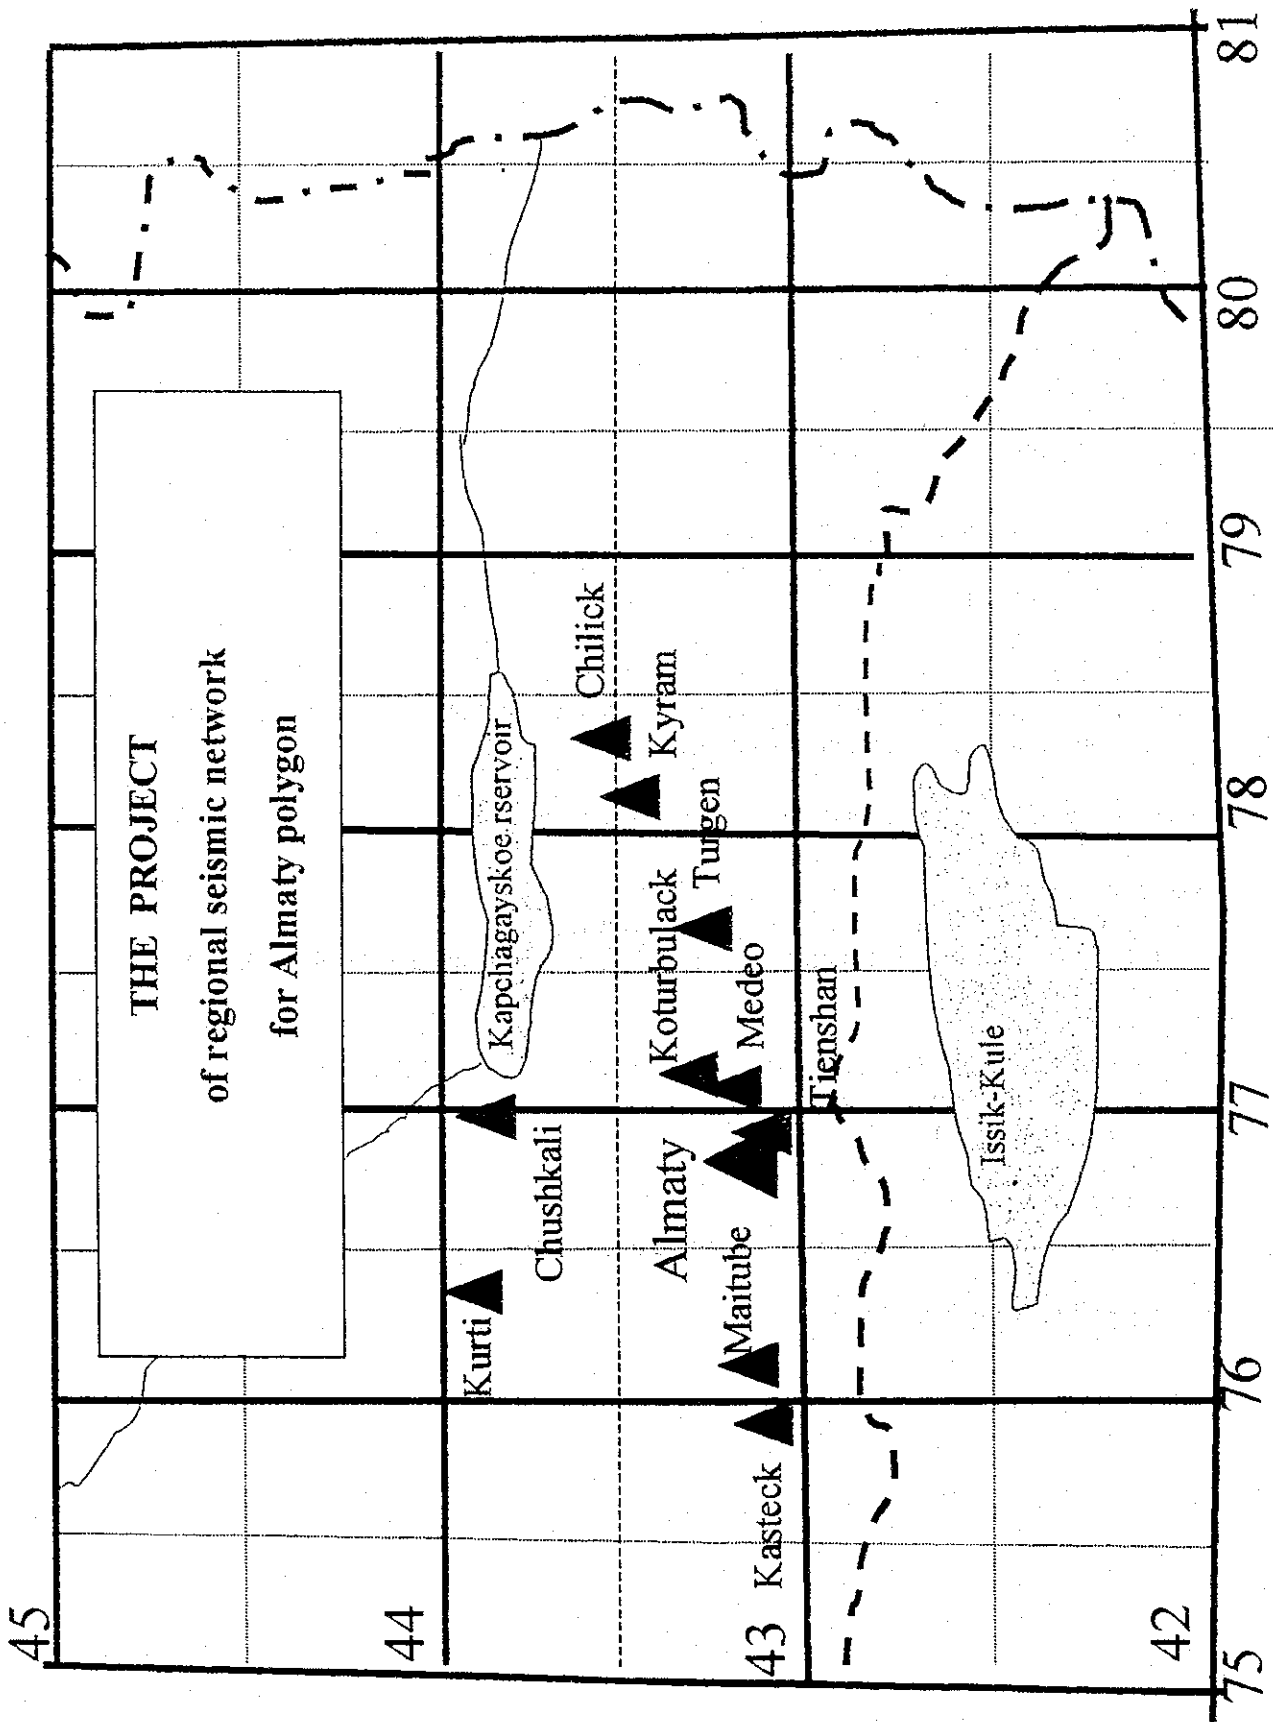 THE PROJECT
of regional seismic network
for Almaty polygon
45
44
43
42
75
76
77
78
79
80
81
Kurti
Chushkali
Kapchagayskoe rservoir
Chilick
Kyram
Turgen
Koturbulack
Medeo
Almaty
Maitube
Kasteck
Tienshan
Issik-Kule